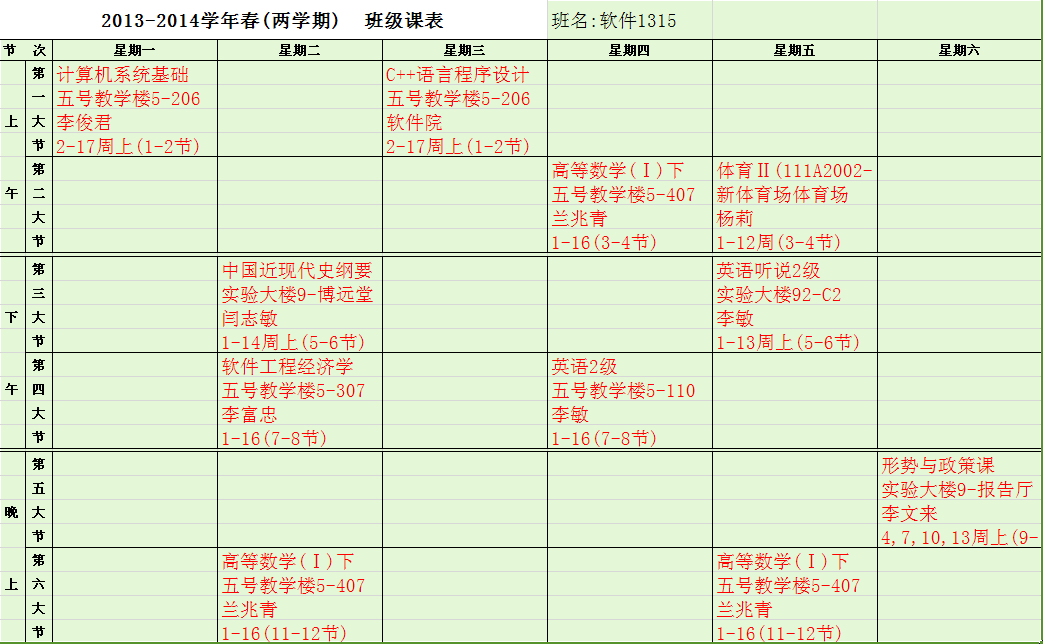 2013-2014学年春(两学期) 班级课表 班名:软件1315
节 次 星期一 星期二 星期三 星期四 星期五 星期六
上午
第一大节
计算机系统基础
五号教学楼5-206
李俊君
2-17周上(1-2节)
C++语言程序设计
五号教学楼5-206
软件院
2-17周上(1-2节)
第二大节
高等数学(Ⅰ)下
五号教学楼5-407
兰兆青
1-16(3-4节)
体育Ⅱ(111A2002-
新体育场体育场
杨莉
1-12周(3-4节)
下午
第三大节
中国近现代史纲要
实验大楼9-博远堂
闫志敏
1-14周上(5-6节)
英语听说2级
实验大楼92-C2
李敏
1-13周上(5-6节)
第四大节
软件工程经济学
五号教学楼5-307
李富忠
1-16(7-8节)
英语2级
五号教学楼5-110
李敏
1-16(7-8节)
晚上
第五大节
形势与政策课
实验大楼9-报告厅
李文来
4,7,10,13周上(9-
第六大节
高等数学(Ⅰ)下
五号教学楼5-407
兰兆青
1-16(11-12节)
高等数学(Ⅰ)下
五号教学楼5-407
兰兆青
1-16(11-12节)